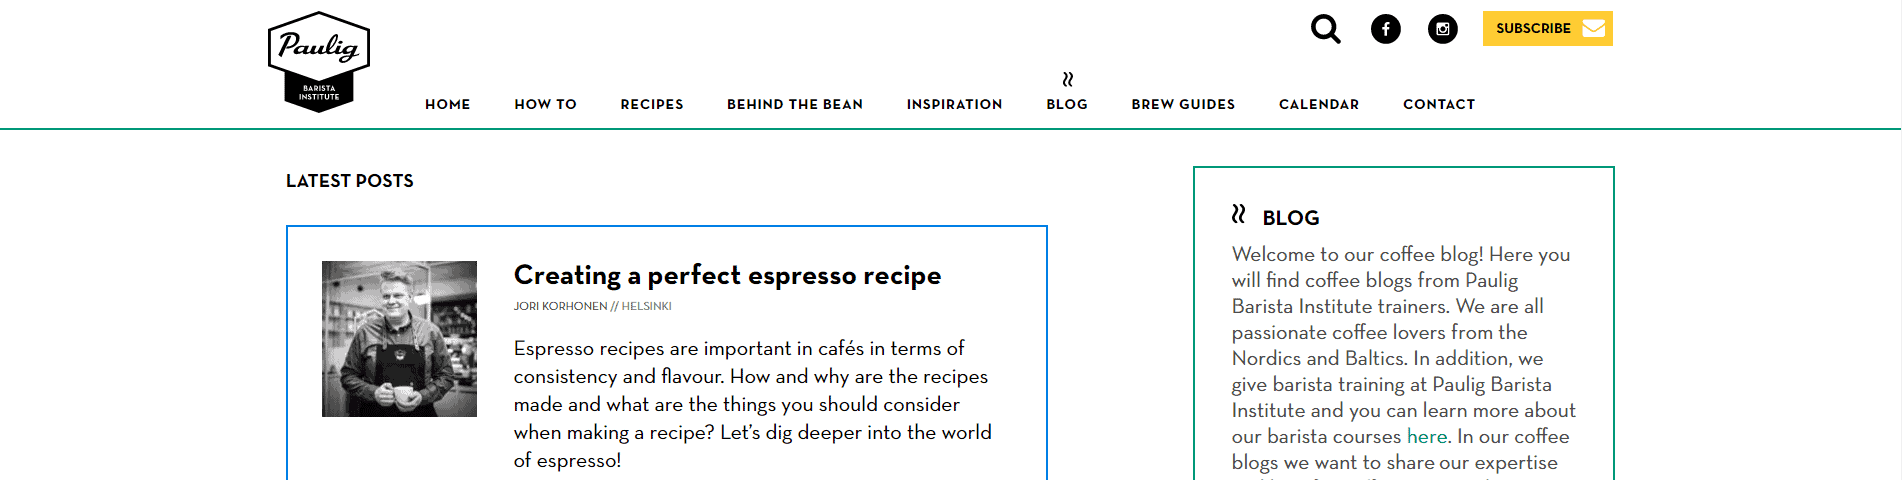 Paulig
BARISTA
INSTITUTE
SUBSCRIBE
HOME HOW TO RECIPES BEHIND THE BEAN INSPIRATION BLOG BREW GUIDES CALENDAR CONTACT
LATEST POSTS
Creating a perfect espresso recipe
JORI KORHONEN // HELSINKI
Espresso recipes are important in cafés in terms of
consistency and flavour. How and why are the recipes
made and what are the things you should consider
when making a recipe? Let’s dig deeper into the world
of espresso!
BLOG
Welcome to our coffee blog! Here you
will find coffee blogs from Paulig
Barista Institute trainers. We are all
passionate coffee lovers from the
Nordics and Baltics. In addition, we
give barista training at Paulig Barista
Institute and you can learn more about
our barista courses here. In our coffee
blogs we want to share our expertise